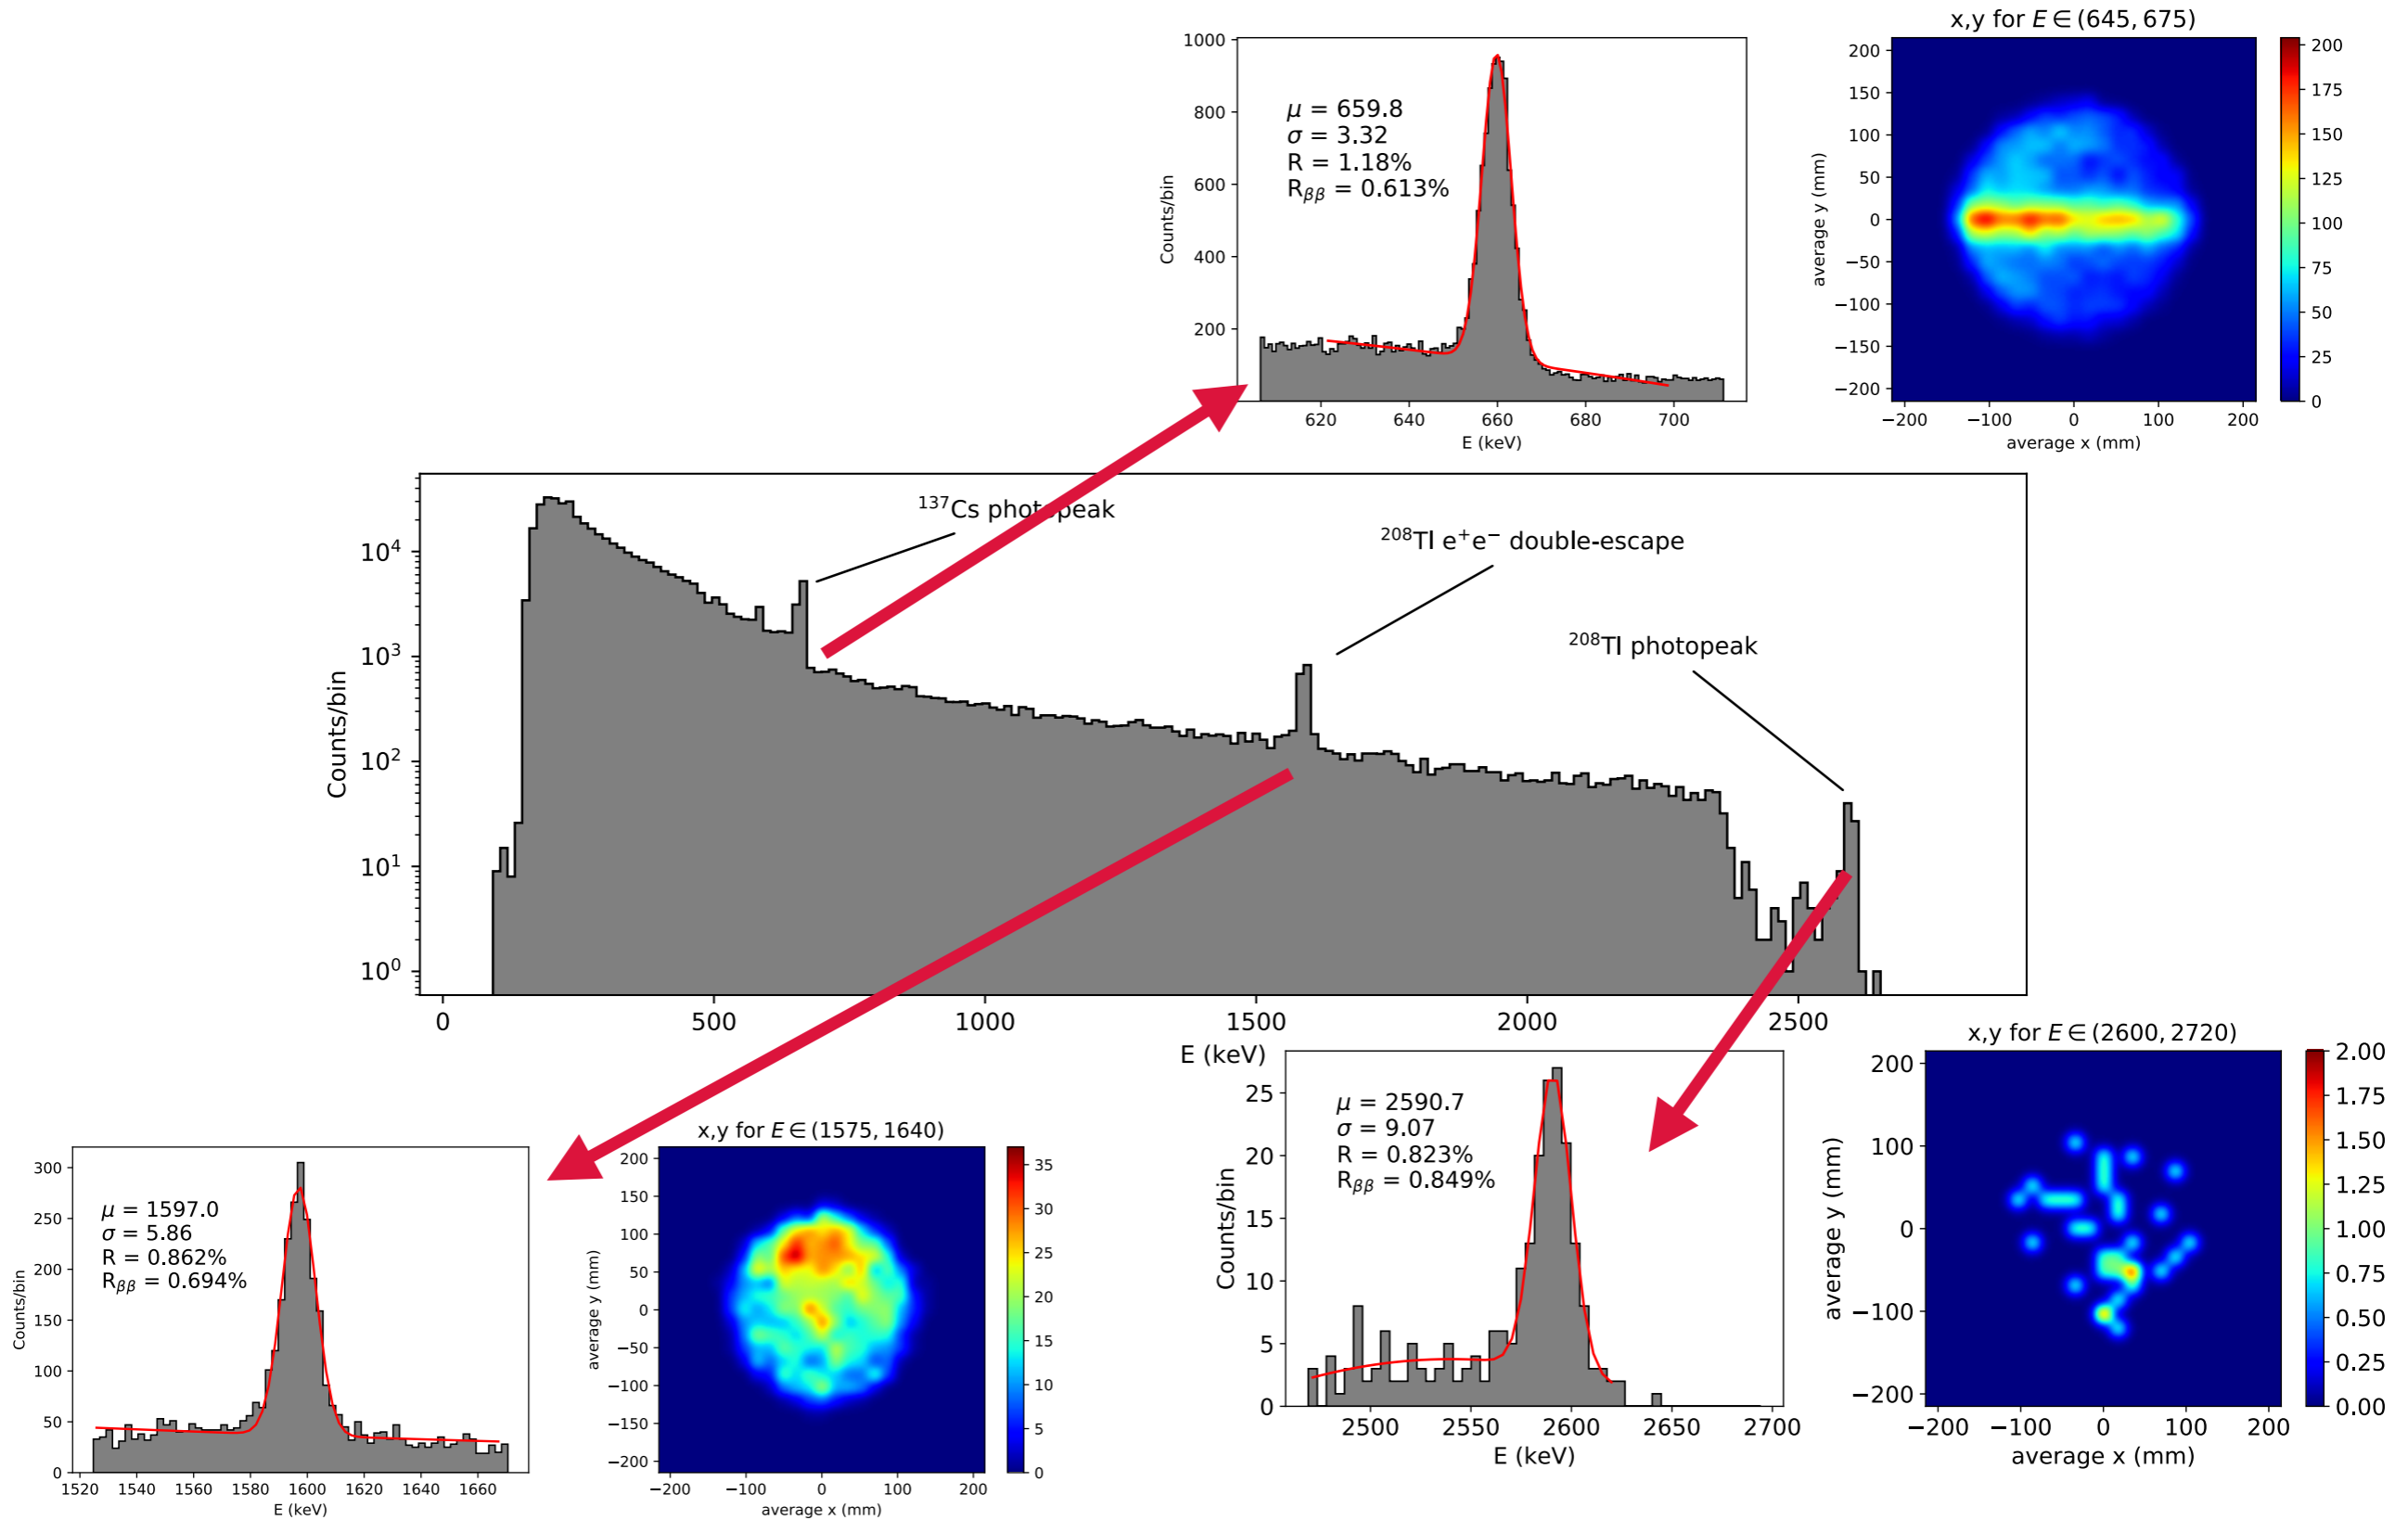 1000
800
600
400
200
Counts/bin
μ = 659.8
σ = 3.32
R = 1.18%
Rββ = 0.613%
620 640 660 680 700
E (keV)
x,y for E ∈ (645, 675)
200
150
100
50
0
−50
−100
−150
−200
average y (mm)
−200 −100 0 100 200
average x (mm)
200
175
150
125
100
75
50
25
0
¹³⁷Cs photopeak
²⁰⁸Tl e⁺e⁻ double-escape
²⁰⁸Tl photopeak
10⁴
10³
10²
10¹
10⁰
Counts/bin
0 500 1000 1500 2000 2500
E (keV)
300
250
200
150
100
50
0
Counts/bin
μ = 1597.0
σ = 5.86
R = 0.862%
Rββ = 0.694%
1520 1540 1560 1580 1600 1620 1640 1660
E (keV)
x,y for E ∈ (1575, 1640)
200
150
100
50
0
−50
−100
−150
−200
average y (mm)
−200 −100 0 100 200
average x (mm)
35
30
25
20
15
10
5
0
25
20
15
10
5
0
Counts/bin
μ = 2590.7
σ = 9.07
R = 0.823%
Rββ = 0.849%
2500 2550 2600 2650 2700
E (keV)
x,y for E ∈ (2600, 2720)
200
100
0
−100
−200
average y (mm)
−200 −100 0 100 200
average x (mm)
2.00
1.75
1.50
1.25
1.00
0.75
0.50
0.25
0.00